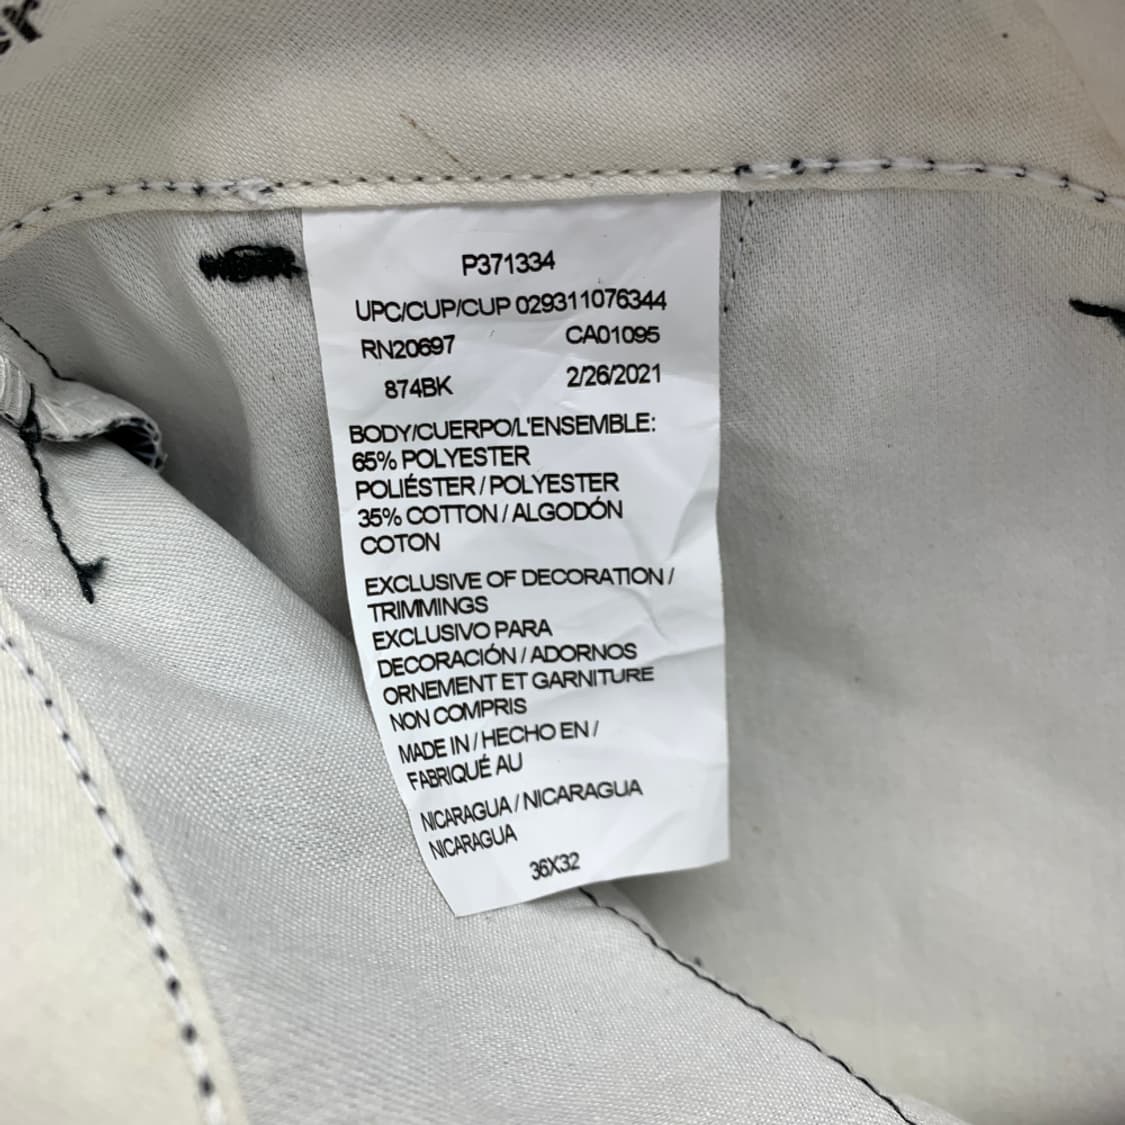 P371334
UPC/CUP/CUP 029311076344
RN20697 CA01095
874BK 2/26/2021
BODY/CUERPO/L'ENSEMBLE:
65% POLYESTER
POLIÉSTER / POLYESTER
35% COTTON / ALGODÓN
COTON
EXCLUSIVE OF DECORATION /
TRIMMINGS
EXCLUSIVO PARA
DECORACIÓN / ADORNOS
ORNEMENT ET GARNITURE
NON COMPRIS
MADE IN / HECHO EN /
FABRIQUÉ AU
NICARAGUA / NICARAGUA
NICARAGUA
36X32